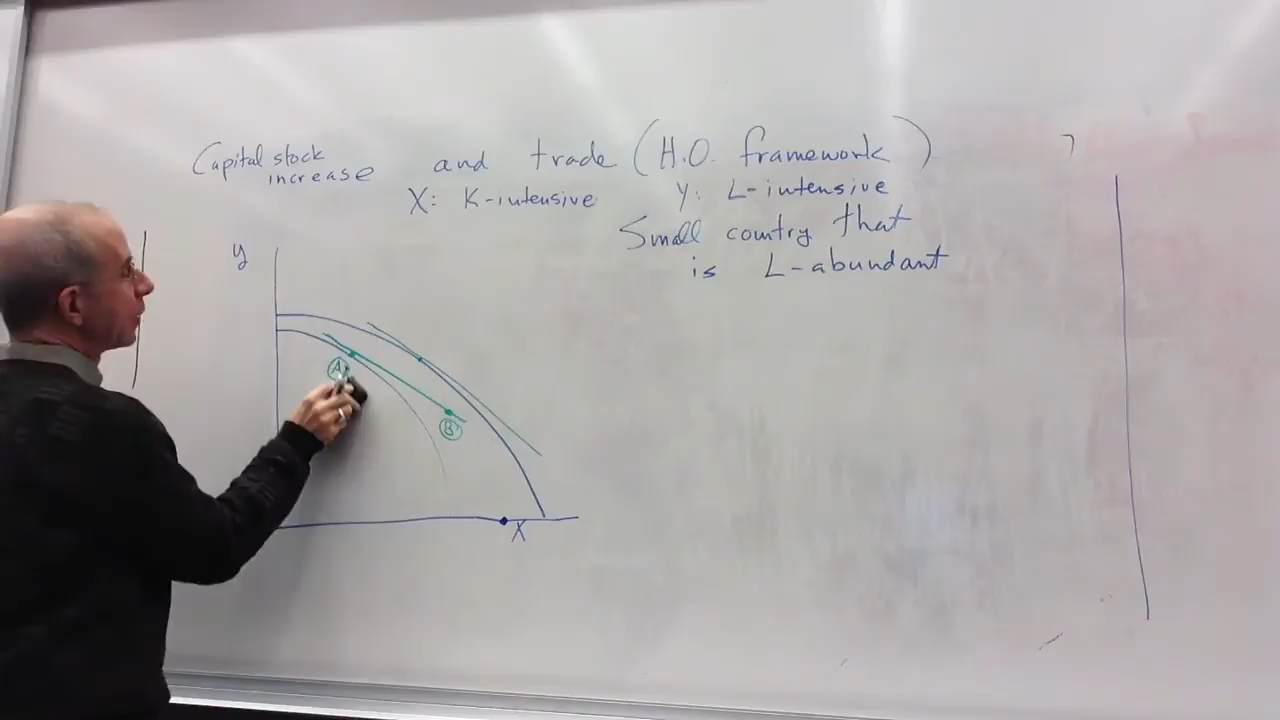 Capital stock increase and trade (H.O. framework)
X: K-intensive Y: L-intensive
Small country that
is L-abundant
y
A
B
X